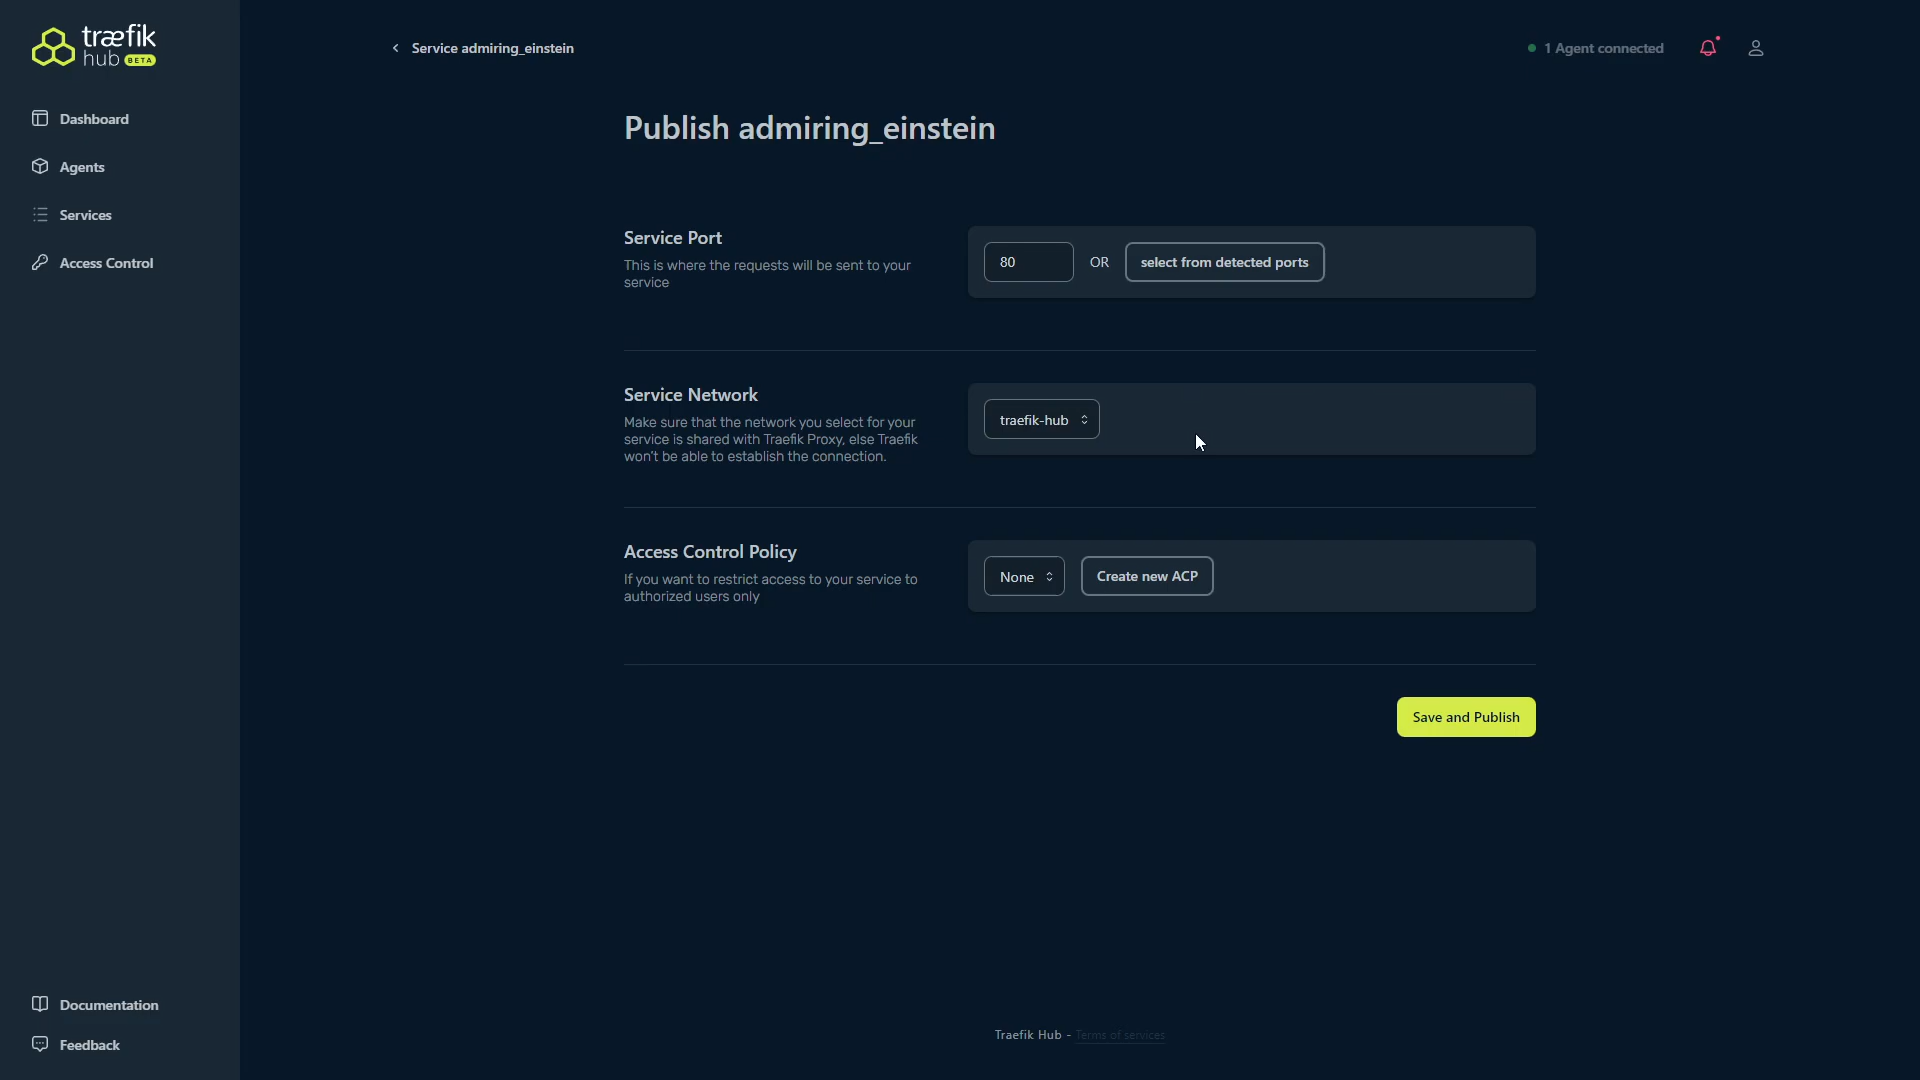 træfik
hub BETA
Dashboard
Agents
Services
Access Control
Documentation
Feedback
Service admiring_einstein
1 Agent connected
Publish admiring_einstein
Service Port
This is where the requests will be sent to your
service
80 OR select from detected ports
Service Network
Make sure that the network you select for your
service is shared with Traefik Proxy, else Traefik
won't be able to establish the connection.
traefik-hub
Access Control Policy
If you want to restrict access to your service to
authorized users only
None Create new ACP
Save and Publish
Traefik Hub - Terms of services